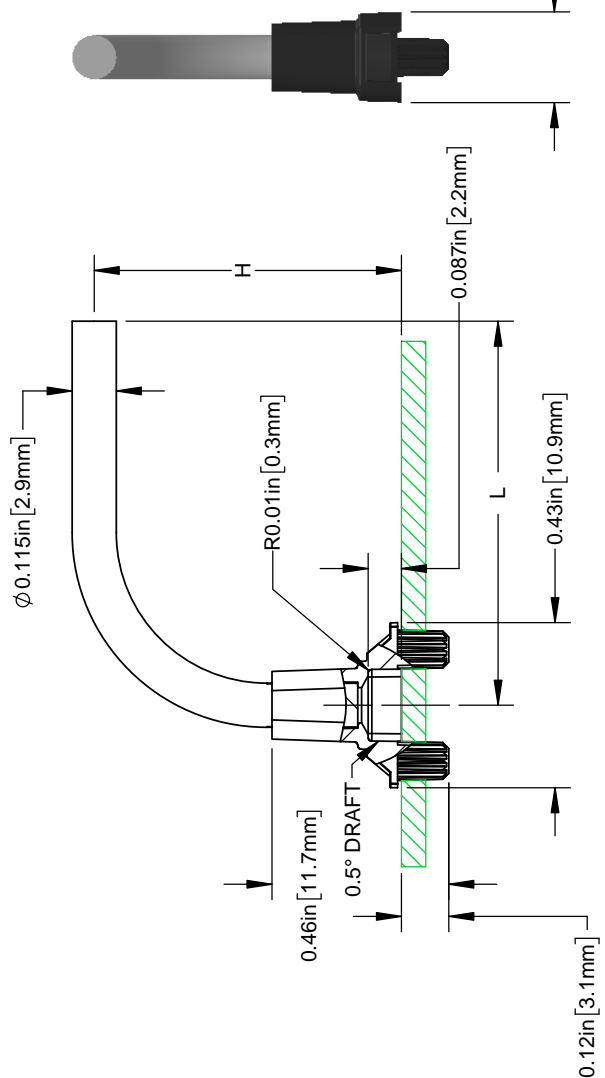 Ø0.115in [2.9mm]
H
R0.01in [0.3mm]
0.087in [2.2mm]
0.46in [11.7mm]
0.5° DRAFT
L
0.43in [10.9mm]
0.12in [3.1mm]